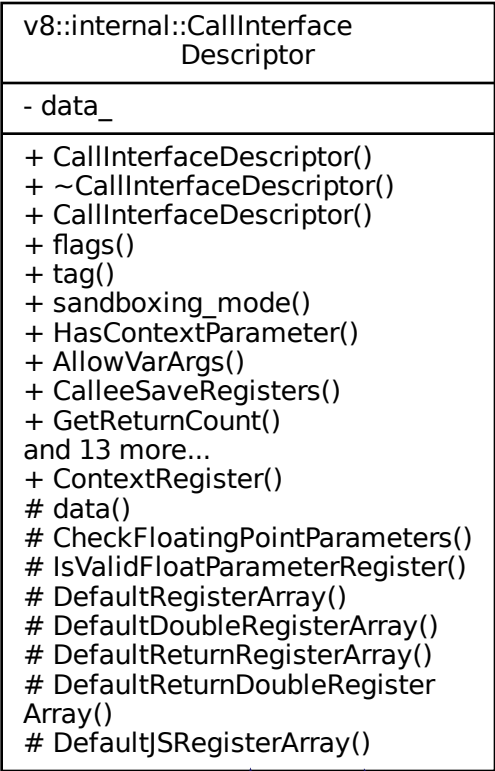 v8::internal::CallInterface
Descriptor
- data_
+ CallInterfaceDescriptor()
+ ~CallInterfaceDescriptor()
+ CallInterfaceDescriptor()
+ flags()
+ tag()
+ sandboxing_mode()
+ HasContextParameter()
+ AllowVarArgs()
+ CalleeSaveRegisters()
+ GetReturnCount()
and 13 more...
+ ContextRegister()
# data()
# CheckFloatingPointParameters()
# IsValidFloatParameterRegister()
# DefaultRegisterArray()
# DefaultDoubleRegisterArray()
# DefaultReturnRegisterArray()
# DefaultReturnDoubleRegister
Array()
# DefaultJSRegisterArray()